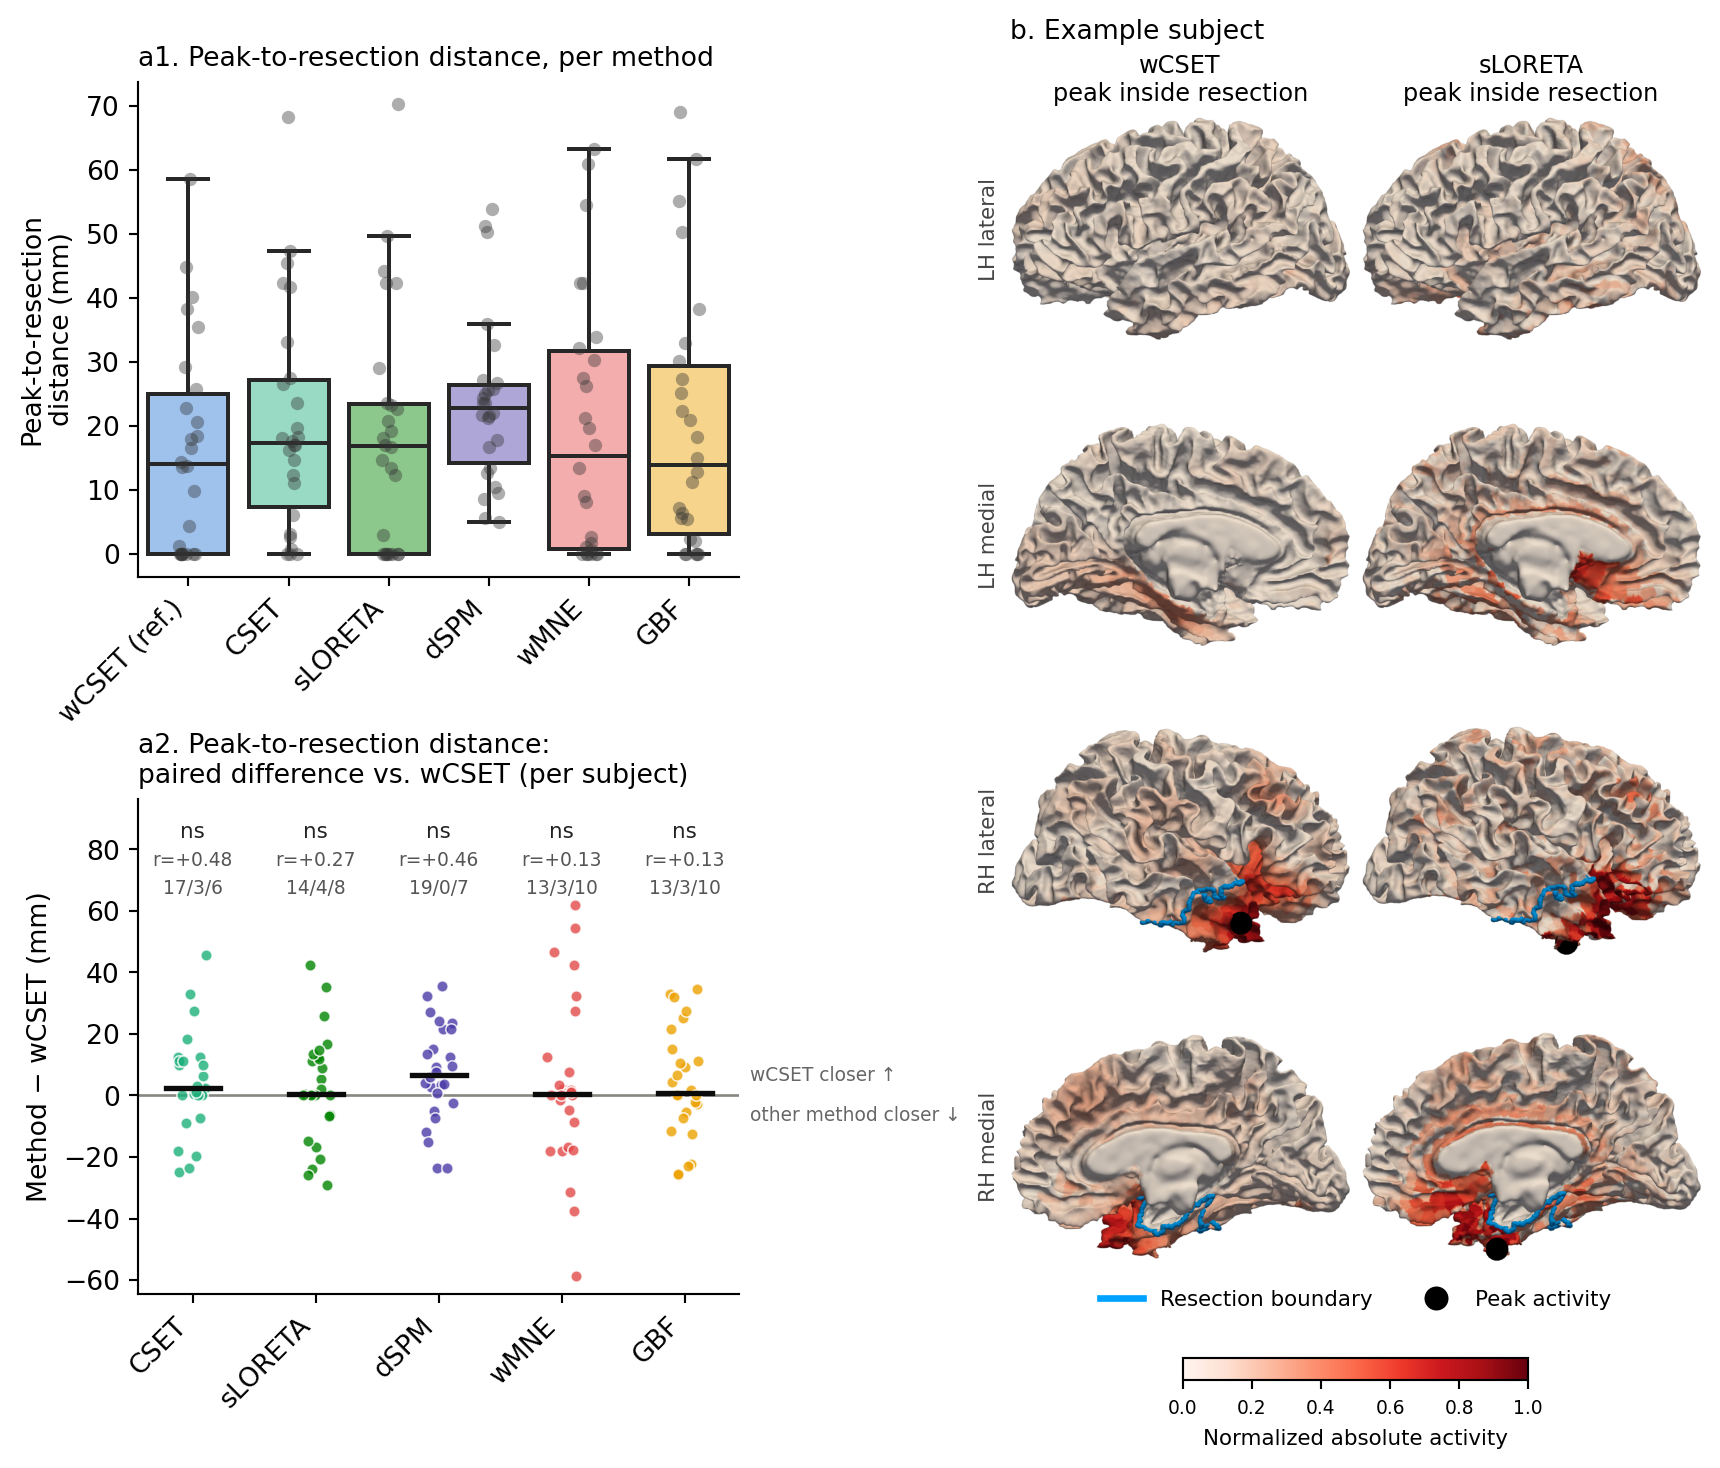 a1. Peak-to-resection distance, per method
Peak-to-resection
distance (mm)
70
60
50
40
30
20
10
0
wCSET (ref.)
CSET
sLORETA
dSPM
wMNE
GBF
a2. Peak-to-resection distance:
paired difference vs. wCSET (per subject)
Method − wCSET (mm)
80
60
40
20
0
−20
−40
−60
ns
r=+0.48
17/3/6
ns
r=+0.27
14/4/8
ns
r=+0.46
19/0/7
ns
r=+0.13
13/3/10
ns
r=+0.13
13/3/10
wCSET closer ↑
other method closer ↓
CSET
sLORETA
dSPM
wMNE
GBF
b. Example subject
wCSET
peak inside resection
sLORETA
peak inside resection
LH lateral
LH medial
RH lateral
RH medial
Resection boundary
Peak activity
0.0
0.2
0.4
0.6
0.8
1.0
Normalized absolute activity